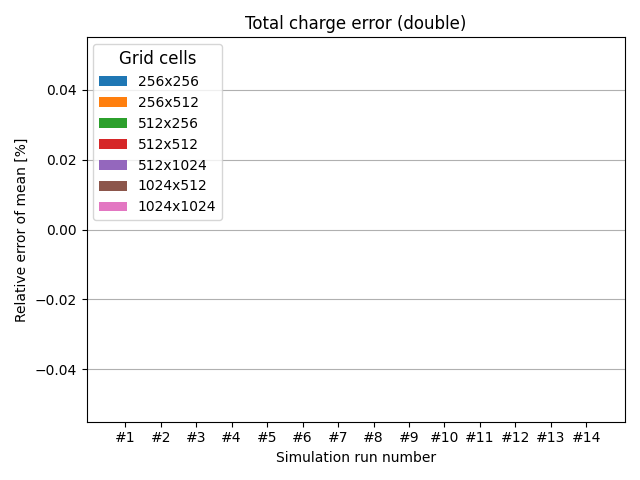 Total charge error (double)
Grid cells
256x256
256x512
512x256
512x512
512x1024
1024x512
1024x1024
Relative error of mean [%]
0.04
0.02
0.00
−0.02
−0.04
#1 #2 #3 #4 #5 #6 #7 #8 #9 #10 #11 #12 #13 #14
Simulation run number